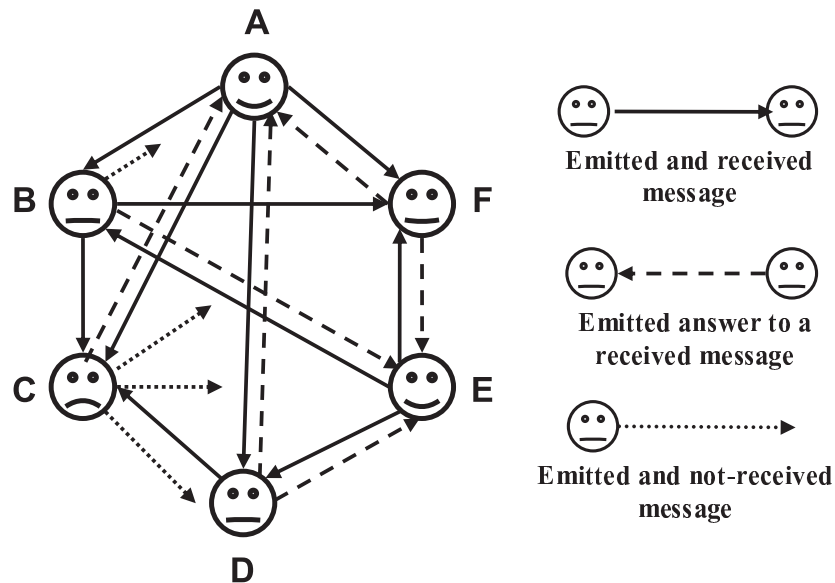 A
B
F
C
E
D
Emitted and received
message
Emitted answer to a
received message
Emitted and not-received
message